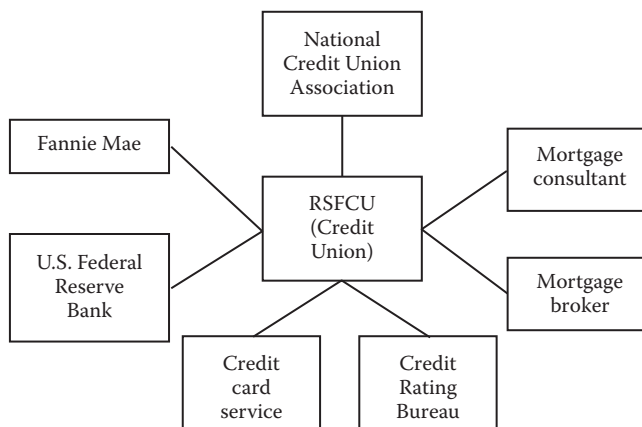 National
Credit Union
Association
Fannie Mae
Mortgage
consultant
RSFCU
(Credit
Union)
U.S. Federal
Reserve
Bank
Mortgage
broker
Credit
card
service
Credit
Rating
Bureau